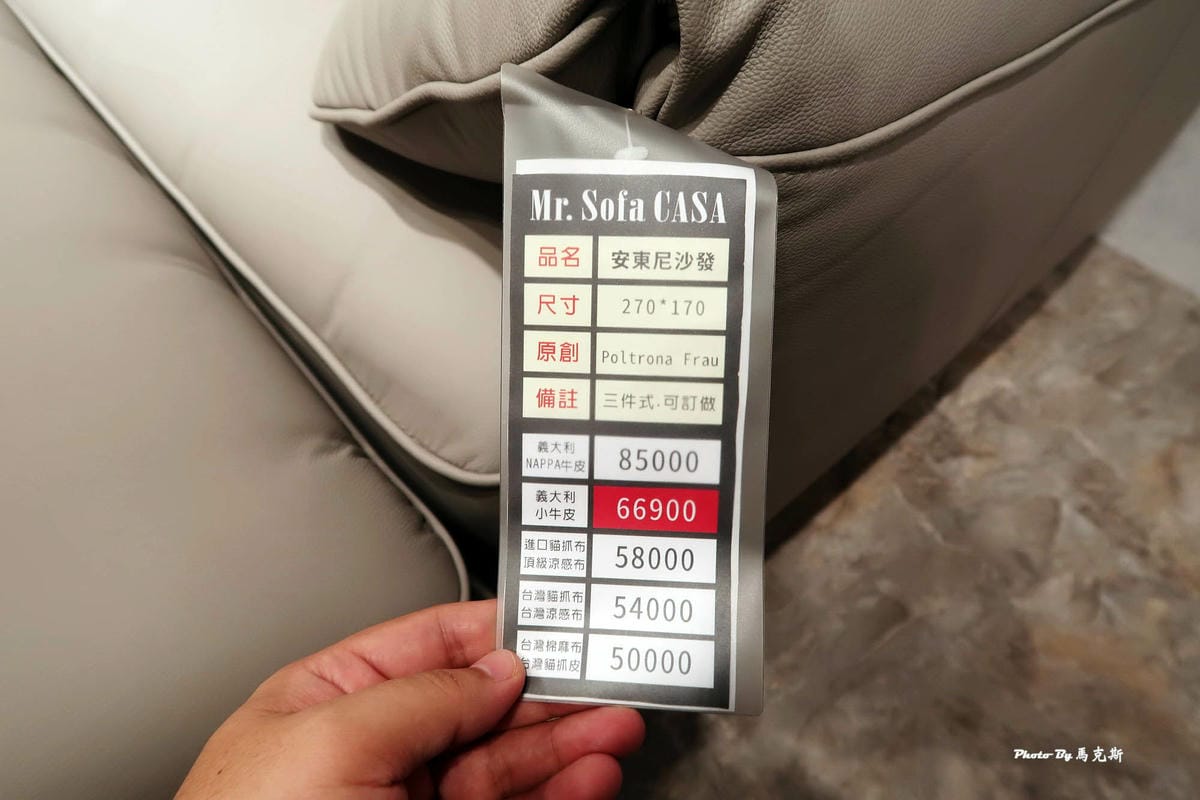 Mr. Sofa CASA
品名 安東尼沙發
尺寸 270*170
原創 Poltrona Frau
備註 三件式.可訂做
義大利
NAPPA牛皮 85000
義大利
小牛皮 66900
進口貓抓布
頂級涼感布 58000
台灣貓抓布
台灣涼感布 54000
台灣棉麻布
台灣貓抓皮 50000
Photo By 馬克斯